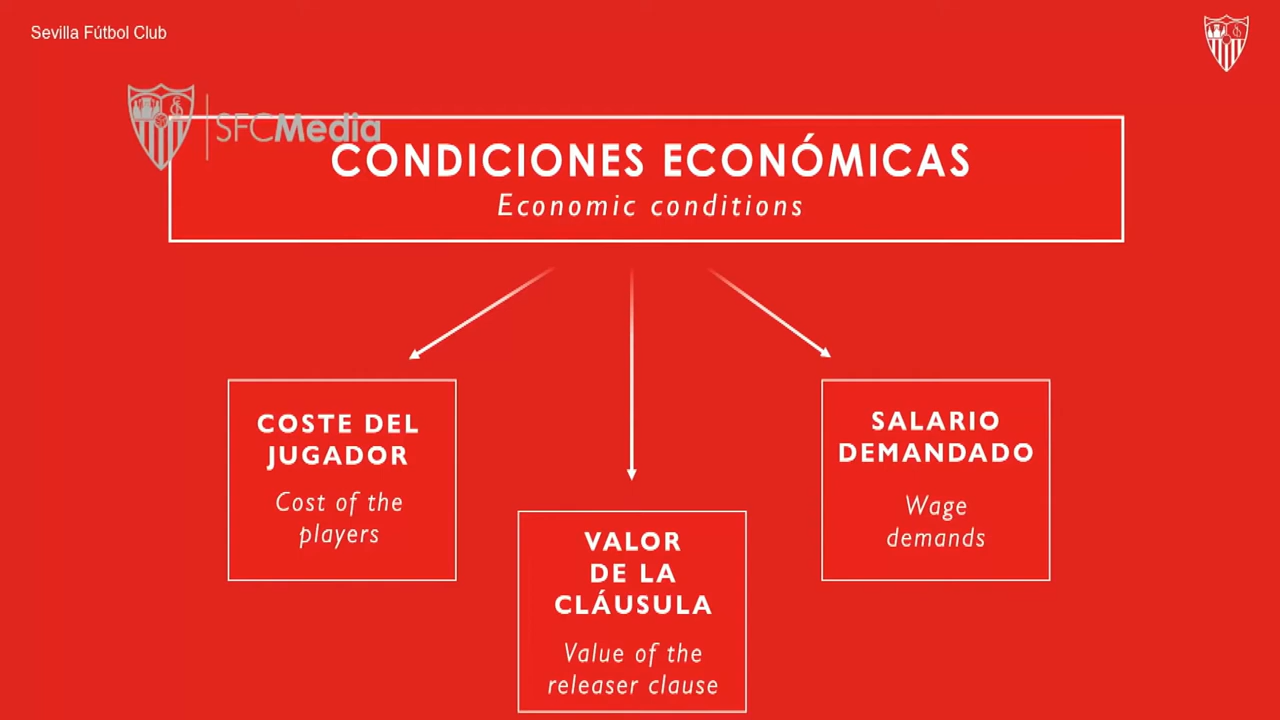 Sevilla Fútbol Club
SFCMedia
CONDICIONES ECONÓMICAS
Economic conditions
COSTE DEL
JUGADOR
Cost of the
players
VALOR
DE LA
CLÁUSULA
Value of the
releaser clause
SALARIO
DEMANDADO
Wage
demands